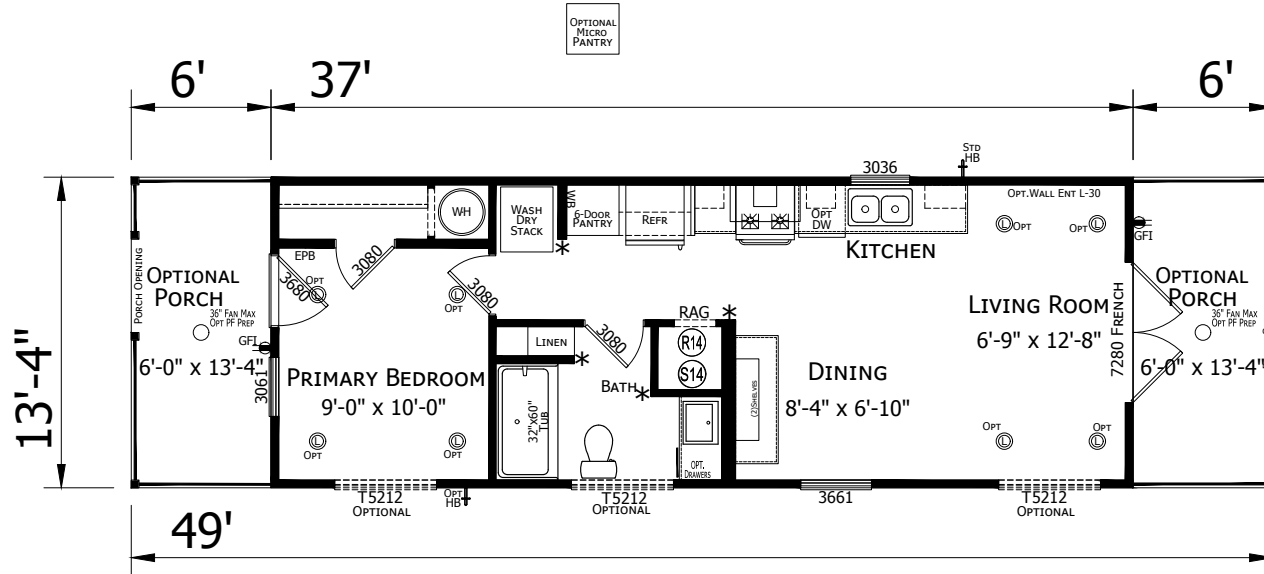 OPTIONAL
MICRO
PANTRY
6'
37'
6'
13'-4"
STD
HB
3036
WH
WASH
DRY
STACK
WB
6-DOOR
PANTRY
REFR
OPT
DW
KITCHEN
OPT.WALL ENT L-30
L OPT
OPT L
GFI
EPB
3080
3680
OPT
L
3080
L
OPT
PORCH OPENING
OPTIONAL
PORCH
36" FAN MAX
OPT PF PREP
GFI
6'-0" x 13'-4"
3061
PRIMARY BEDROOM
9'-0" x 10'-0"
LINEN
3080
RAG
R14
S14
BATH
32"x60"
TUB
OPT.
DRAWERS
(2)SHELVES
DINING
8'-4" x 6'-10"
LIVING ROOM
6'-9" x 12'-8"
7280 FRENCH
OPTIONAL
PORCH
36" FAN MAX
OPT PF PREP
6'-0" x 13'-4"
L
OPT
L
OPT
OPT
L
OPT
L
T5212
OPTIONAL
OPT
HB
T5212
OPTIONAL
3661
T5212
OPTIONAL
49'